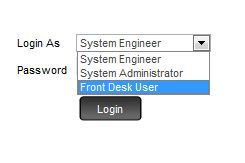 Login As System Engineer
System Engineer
Password System Administrator
Front Desk User
Login